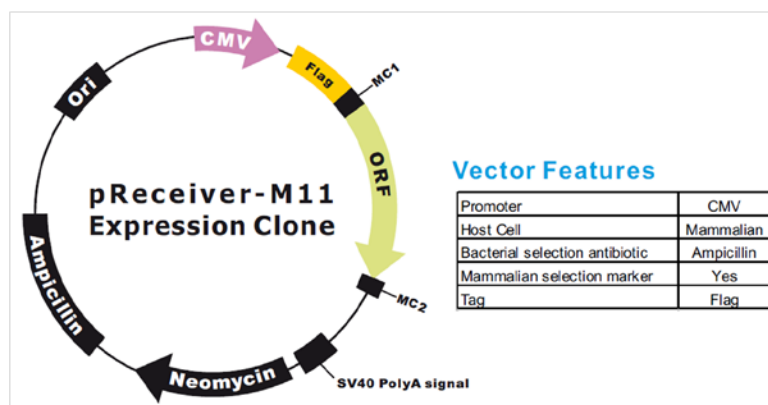 CMV
Flag
MC1
Ori
ORF
pReceiver-M11
Expression Clone
Ampicillin
MC2
Neomycin
SV40 PolyA signal
Vector Features
Promoter CMV
Host Cell Mammalian
Bacterial selection antibiotic Ampicillin
Mammalian selection marker Yes
Tag Flag